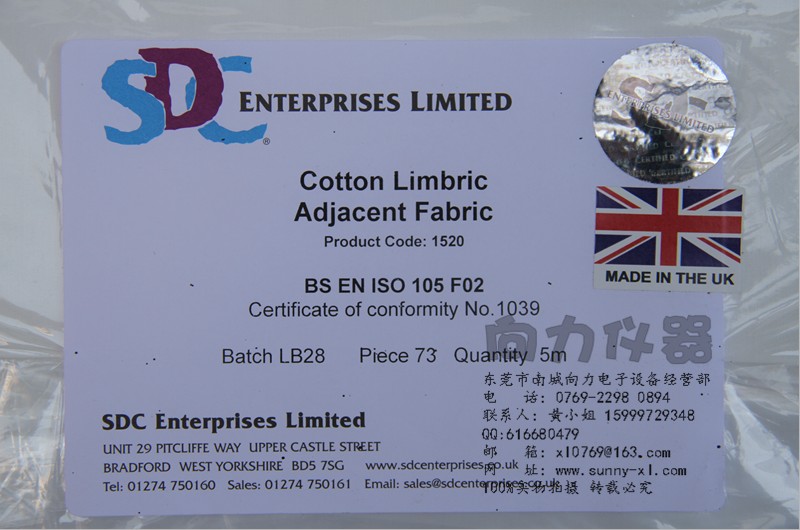 SDC® ENTERPRISES LIMITED
SDC
ENTERPRISES LIMITED
Cotton Limbric
Adjacent Fabric
Product Code: 1520
MADE IN THE UK
BS EN ISO 105 F02
Certificate of conformity No.1039
向力仪器
Batch LB28 Piece 73 Quantity 5m
东莞市南城向力电子设备经营部
电 话: 0769-2298 0894
联系人: 黄小姐 15999729348
QQ:616680479
邮 箱: xl0769@163.com
网 址: www.sunny-xl.com
100%实物拍摄 转载必究
SDC Enterprises Limited
UNIT 29 PITCLIFFE WAY UPPER CASTLE STREET
BRADFORD WEST YORKSHIRE BD5 7SG www.sdcenterprises.co.uk
Tel: 01274 750160 Sales: 01274 750161 Email: sales@sdcenterprises.co.uk